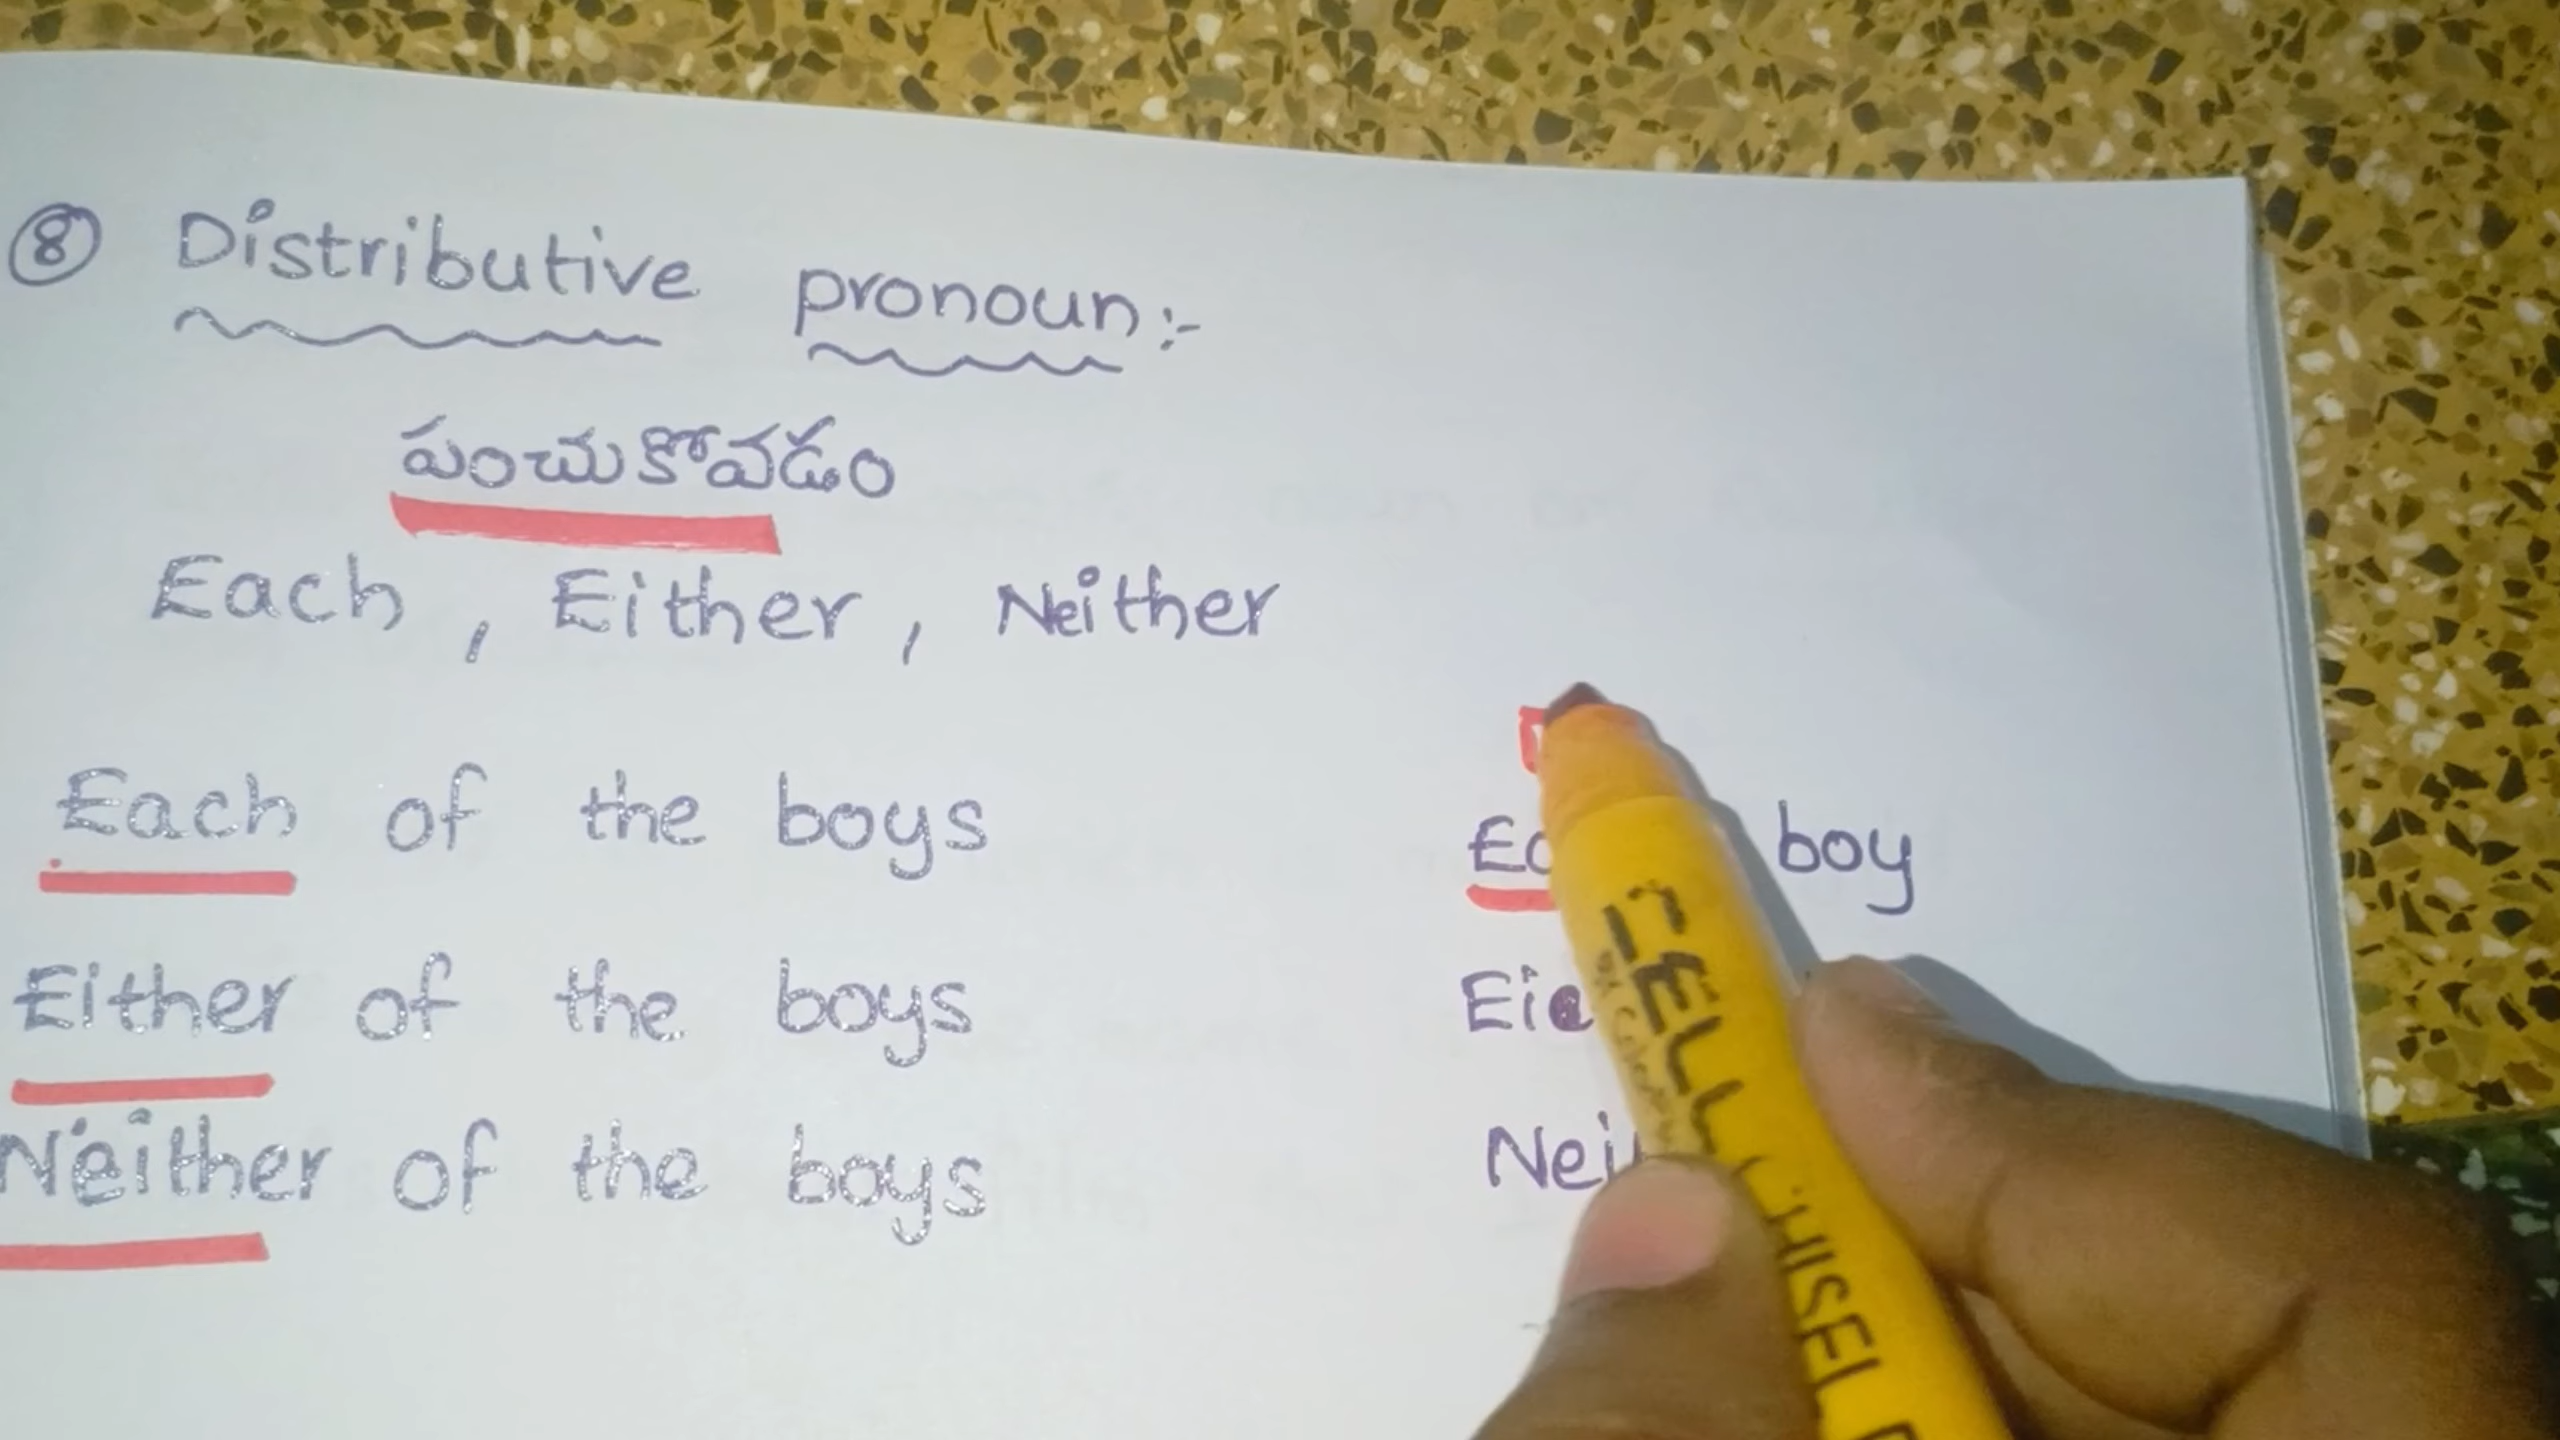 8 Distributive pronoun:-
పంచుకోవడం
Each, Either, Neither
Each of the boys
boy
Either of the boys
Neither of the boys